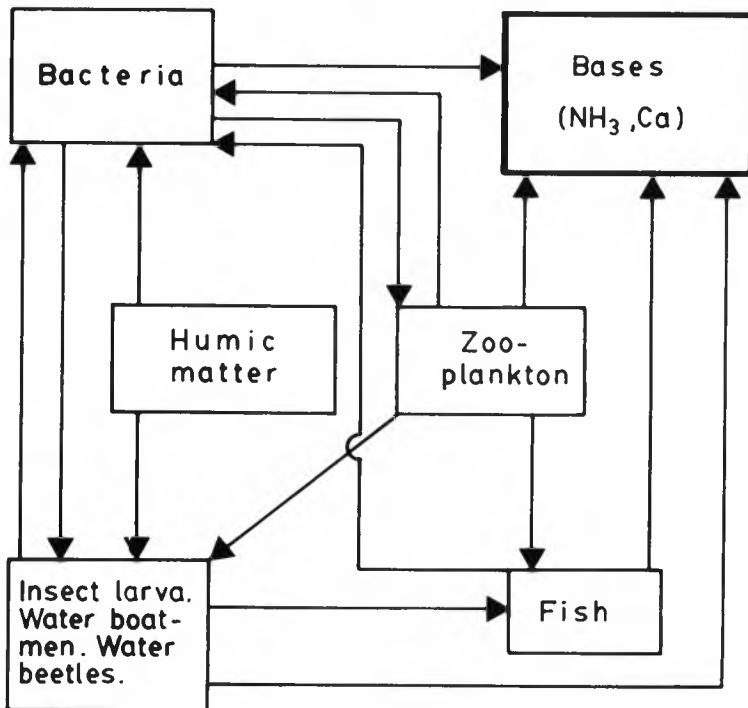 Bacteria
Bases
(NH₃, Ca)
Humic
matter
Zoo-
plankton
Insect larva.
Water boat-
men. Water
beetles.
Fish